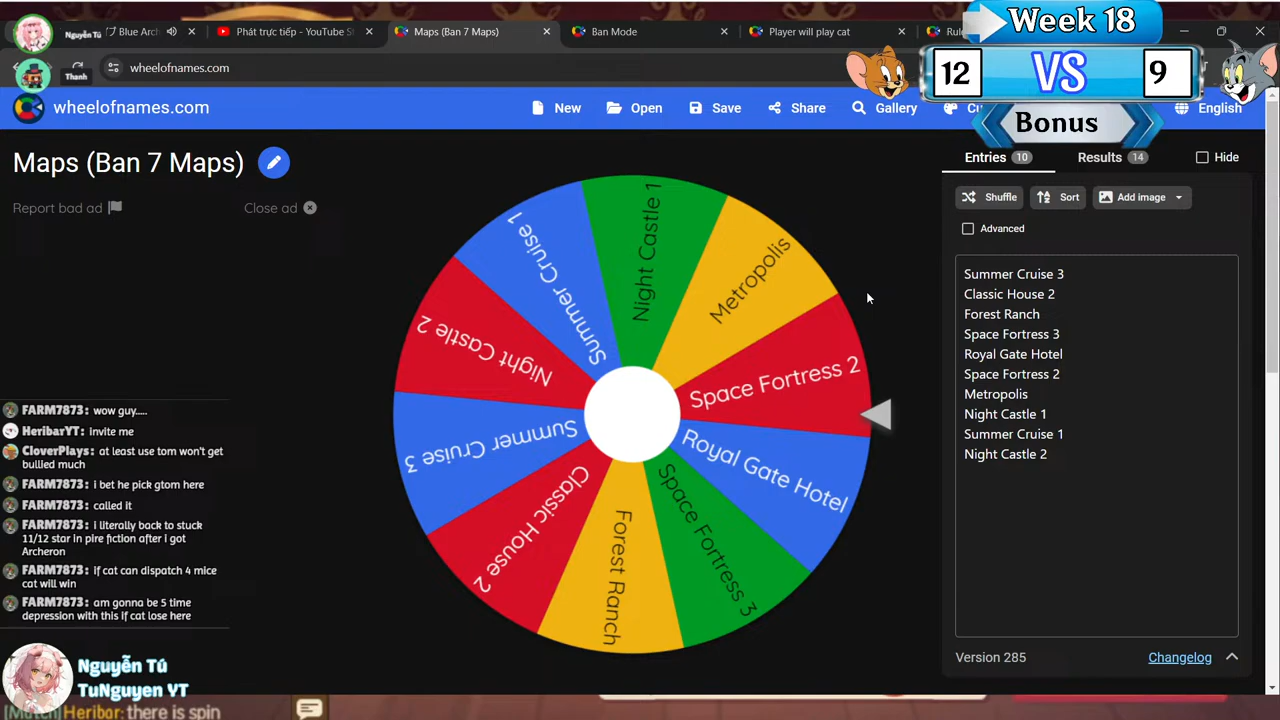 Nguyễn Tú
Blue Arc
Phát trực tiếp - YouTube S
Maps (Ban 7 Maps)
Ban Mode
Player will play cat
Rul
Week 18
Thanh
wheelofnames.com
12
VS
9
wheelofnames.com
New
Open
Save
Share
Gallery
Cu
English
Bonus
Maps (Ban 7 Maps)
Entries 10
Results 14
Hide
Report bad ad
Close ad
Shuffle
Sort
Add image
Advanced
Night Castle 1
Metropolis
Space Fortress 2
Royal Gate Hotel
Space Fortress 3
Forest Ranch
Classic House 2
Summer Cruise 3
Night Castle 2
Summer Cruise 1
Summer Cruise 3
Classic House 2
Forest Ranch
Space Fortress 3
Royal Gate Hotel
Space Fortress 2
Metropolis
Night Castle 1
Summer Cruise 1
Night Castle 2
Version 285
Changelog
FARM7873: wow guy.....
HeribarYT: invite me
CloverPlays: at least use tom won't get
bullied much
FARM7873: i bet he pick gtom here
FARM7873: called it
FARM7873: i literally back to stuck
11/12 star in pire fiction after i got
Archeron
FARM7873: if cat can dispatch 4 mice
cat will win
FARM7873: am gonna be 5 time
depression with this if cat lose here
Nguyễn Tú
TuNguyen YT
[Match] Heribar: there is spin